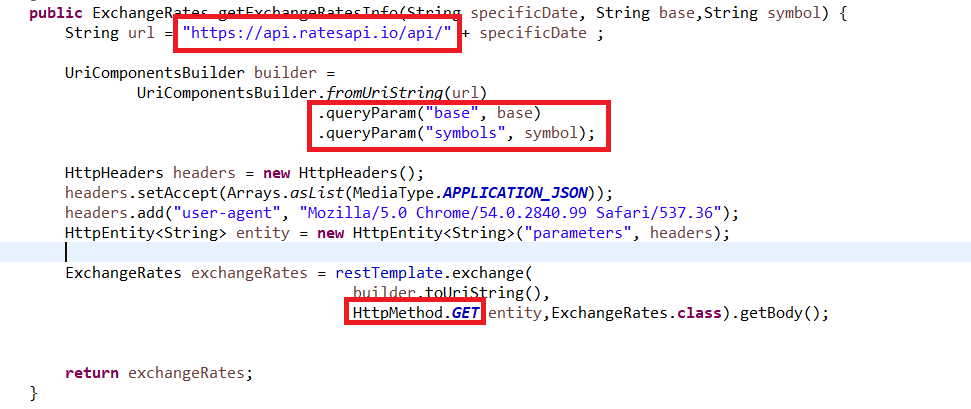 public ExchangeRates getExchangeRatesInfo(String specificDate, String base,String symbol) {
String url = "https://api.ratesapi.io/api/" + specificDate ;
UriComponentsBuilder builder =
UriComponentsBuilder.fromUriString(url)
.queryParam("base", base)
.queryParam("symbols", symbol);
HttpHeaders headers = new HttpHeaders();
headers.setAccept(Arrays.asList(MediaType.APPLICATION_JSON));
headers.add("user-agent", "Mozilla/5.0 Chrome/54.0.2840.99 Safari/537.36");
HttpEntity<String> entity = new HttpEntity<String>("parameters", headers);
ExchangeRates exchangeRates = restTemplate.exchange(
builder.toUriString(),
HttpMethod.GET entity,ExchangeRates.class).getBody();
return exchangeRates;
}